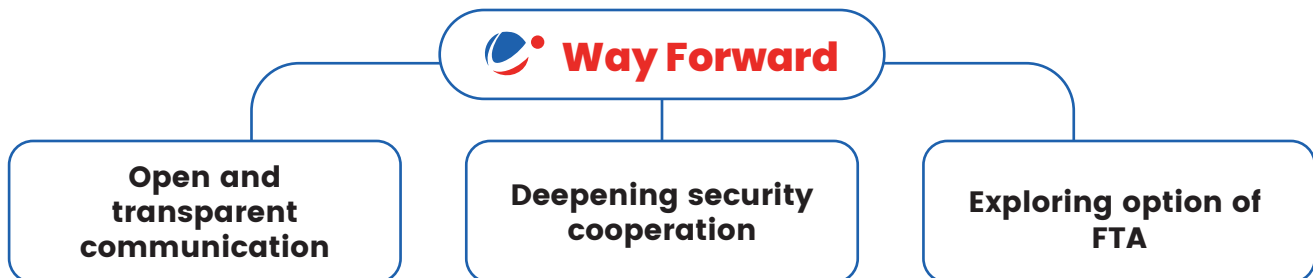 Way Forward
Open and
transparent
communication
Deepening security
cooperation
Exploring option of
FTA